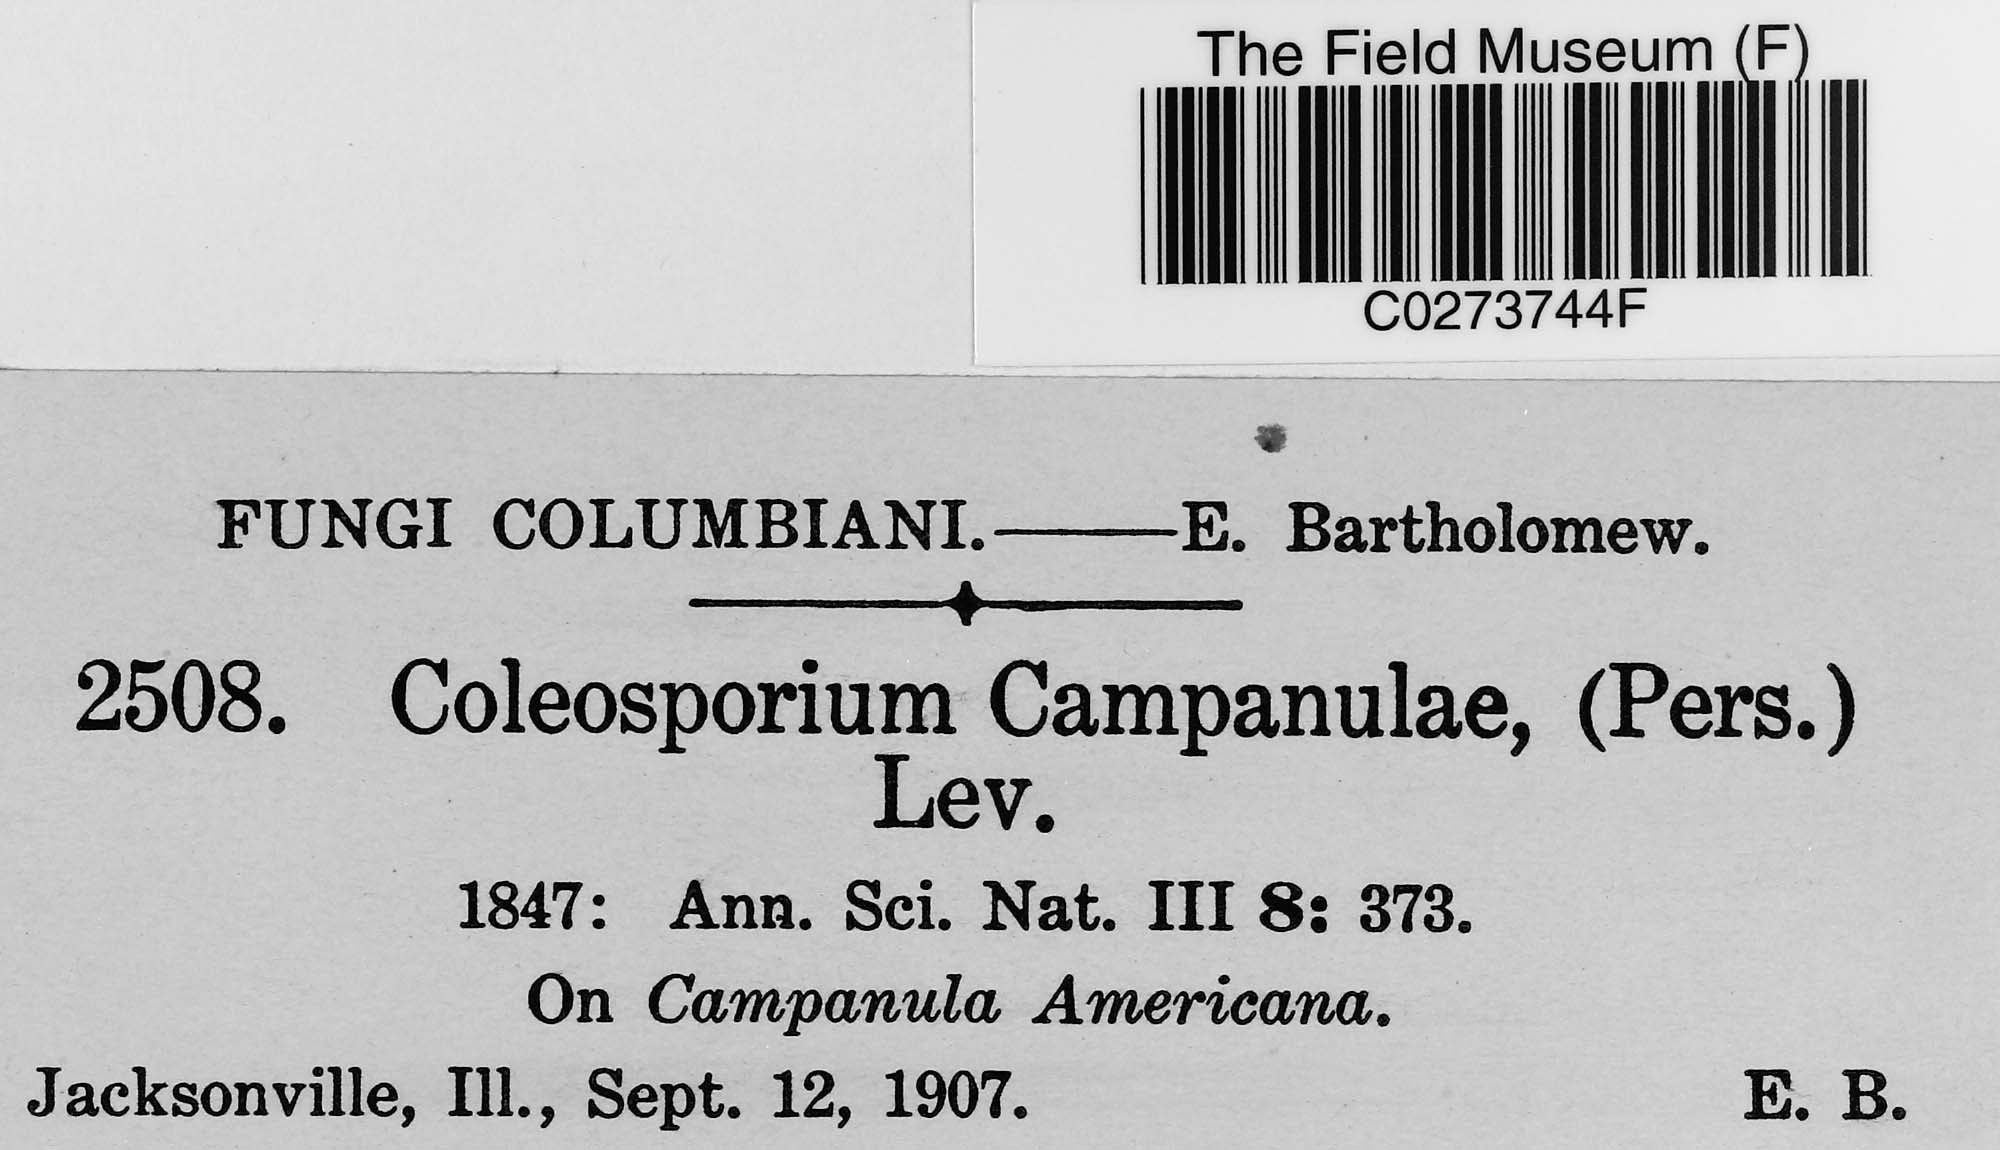 The Field Museum (F)
C0273744F
FUNGI COLUMBIANI.——E. Bartholomew.
2508. Coleosporium Campanulae, (Pers.)
Lev.
1847: Ann. Sci. Nat. III 8: 373.
On Campanula Americana.
Jacksonville, Ill., Sept. 12, 1907. E. B.